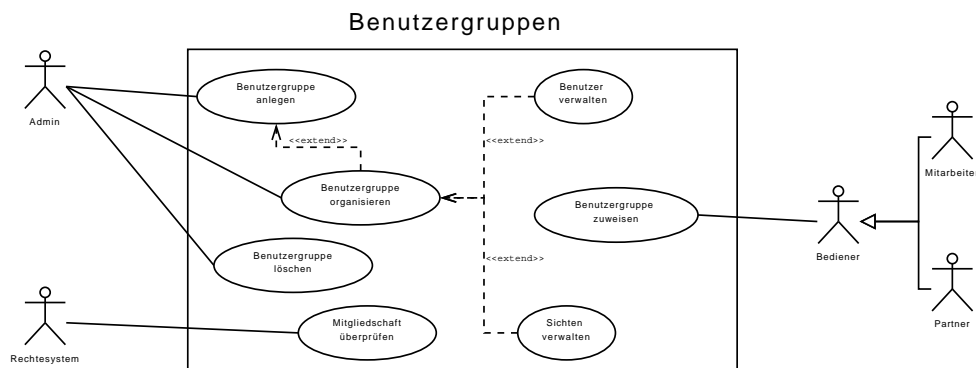 Benutzergruppen
Admin
Benutzergruppe
anlegen
Benutzer
verwalten
<<extend>>
<<extend>>
Mitarbeiter
Benutzergruppe
organisieren
Benutzergruppe
zuweisen
Bediener
Benutzergruppe
löschen
<<extend>>
Mitgliedschaft
überprüfen
Sichten
verwalten
Partner
Rechtesystem